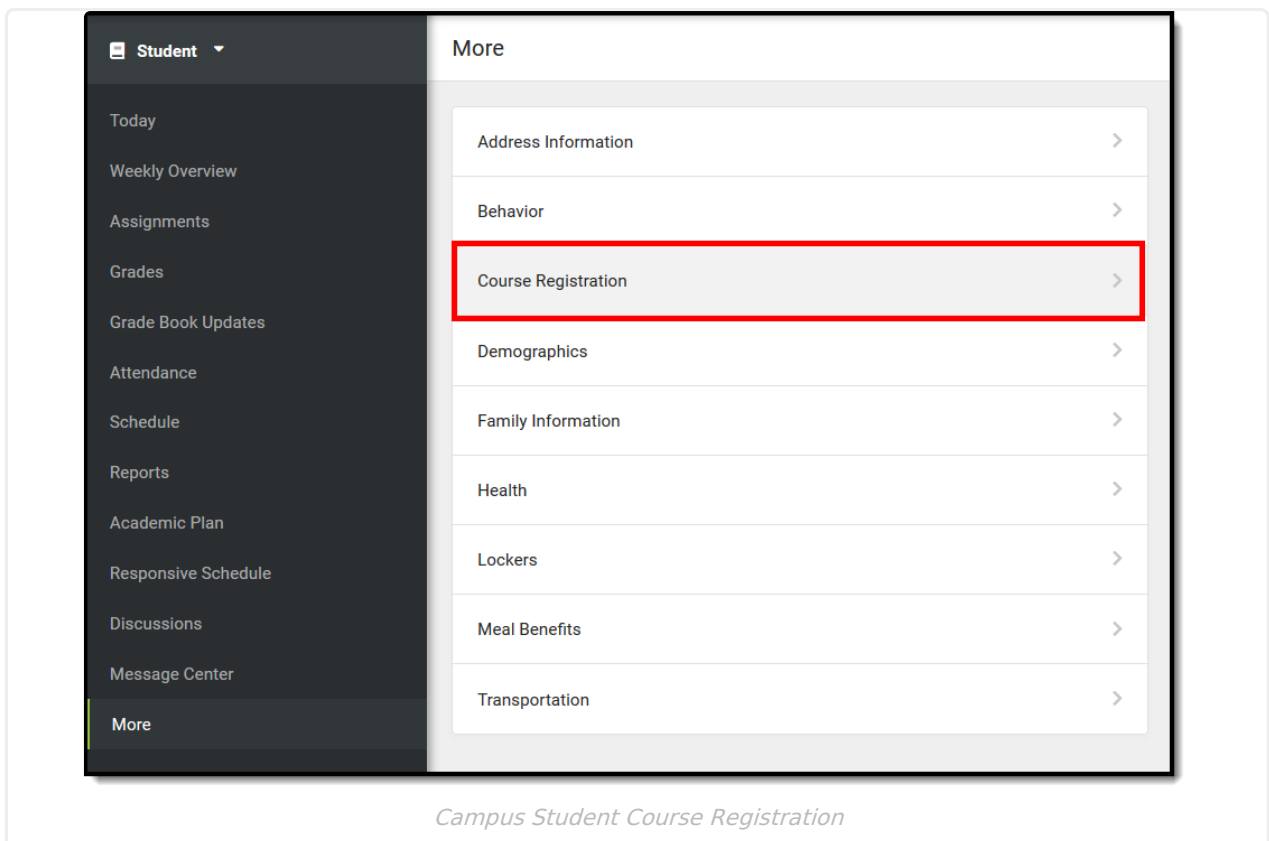 Student
Today
Weekly Overview
Assignments
Grades
Grade Book Updates
Attendance
Schedule
Reports
Academic Plan
Responsive Schedule
Discussions
Message Center
More
More
Address Information
Behavior
Course Registration
Demographics
Family Information
Health
Lockers
Meal Benefits
Transportation
Campus Student Course Registration